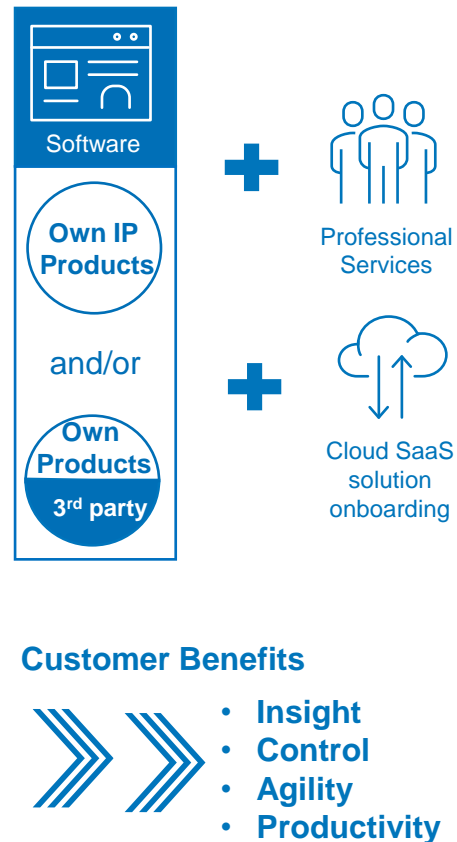 Software
Own IP
Products
and/or
Own
Products
3rd party
Professional
Services
Cloud SaaS
solution
onboarding
Customer Benefits
• Insight
• Control
• Agility
• Productivity